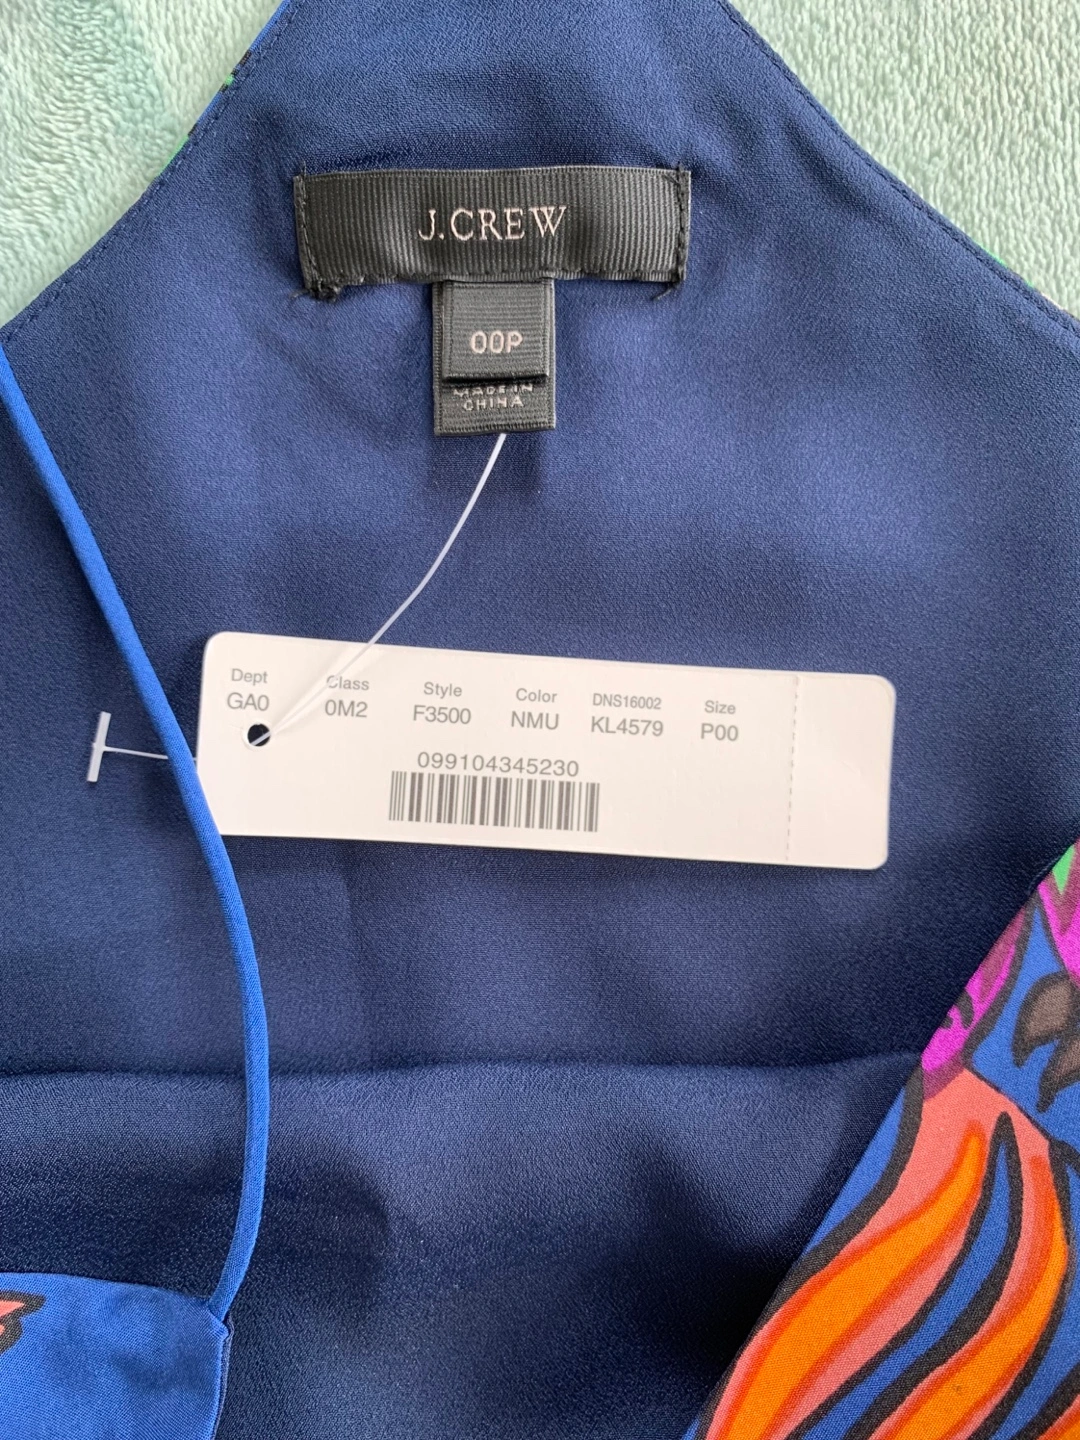 J.CREW
00P
MADE IN
CHINA
Dept Class Style Color DNS16002 Size
GA0 0M2 F3500 NMU KL4579 P00
099104345230